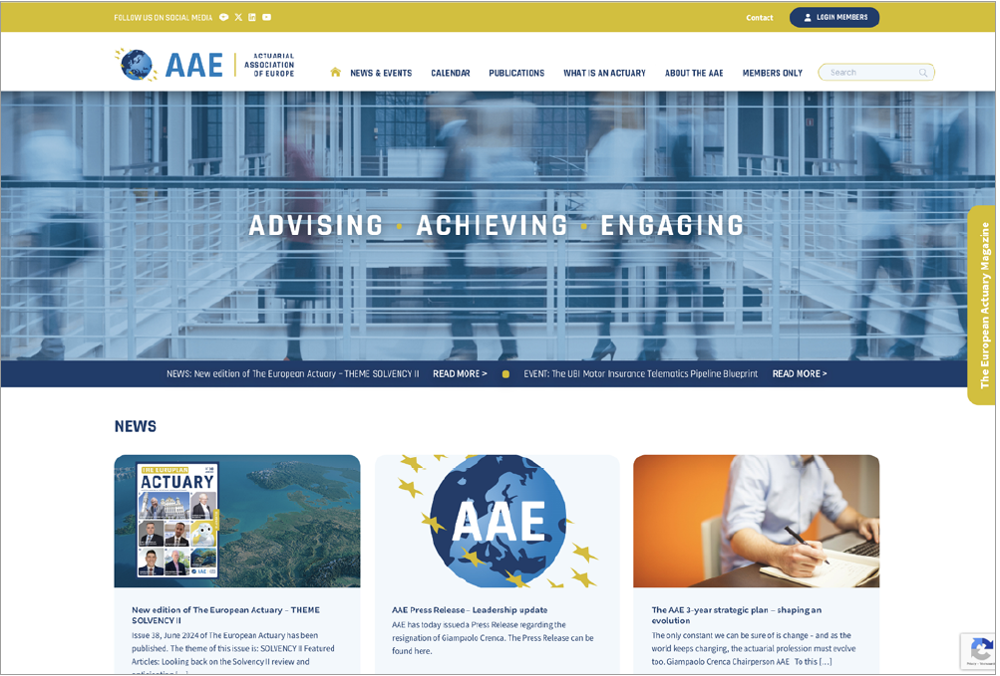 FOLLOW US ON SOCIAL MEDIA
Contact
LOGIN MEMBERS
AAE
ACTUARIAL
ASSOCIATION
OF EUROPE
NEWS & EVENTS
CALENDAR
PUBLICATIONS
WHAT IS AN ACTUARY
ABOUT THE AAE
MEMBERS ONLY
Search
ADVISING · ACHIEVING · ENGAGING
The European Actuary Magazine
NEWS: New edition of The European Actuary – THEME SOLVENCY II
READ MORE >
EVENT: The UBI Motor Insurance Telematics Pipeline Blueprint
READ MORE >
NEWS
THE EUROPEAN
ACTUARY
AAE
AAE
New edition of The European Actuary – THEME
SOLVENCY II
Issue 38, June 2024 of The European Actuary has been
published. The theme of this issue is: SOLVENCY II Featured
Articles: Looking back on the Solvency II review and
anticipating [...]
AAE Press Release – Leadership update
AAE has today issued a Press Release regarding the
resignation of Giampaolo Crenca. The Press Release can be
found here.
The AAE 3-year strategic plan – shaping an
evolution
The only constant we can be sure of is change – and as the
world keeps changing, the actuarial profession must evolve
too. Giampaolo Crenca Chairperson AAE To this [...]